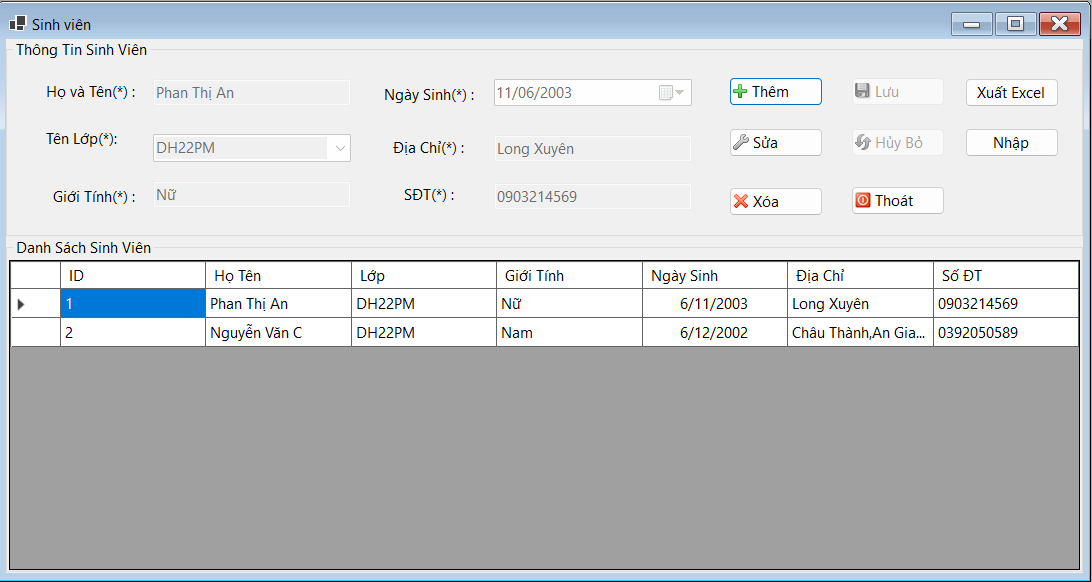 Sinh viên
Thông Tin Sinh Viên
Họ và Tên(*) : Phan Thị An Ngày Sinh(*) : 11/06/2003 Thêm Lưu Xuất Excel
Tên Lớp(*): DH22PM Địa Chỉ(*) : Long Xuyên Sửa Hủy Bỏ Nhập
Giới Tính(*) : Nữ SĐT(*) : 0903214569 Xóa Thoát
Danh Sách Sinh Viên
ID Họ Tên Lớp Giới Tính Ngày Sinh Địa Chỉ Số ĐT
1 Phan Thị An DH22PM Nữ 6/11/2003 Long Xuyên 0903214569
2 Nguyễn Văn C DH22PM Nam 6/12/2002 Châu Thành,An Gia... 0392050589